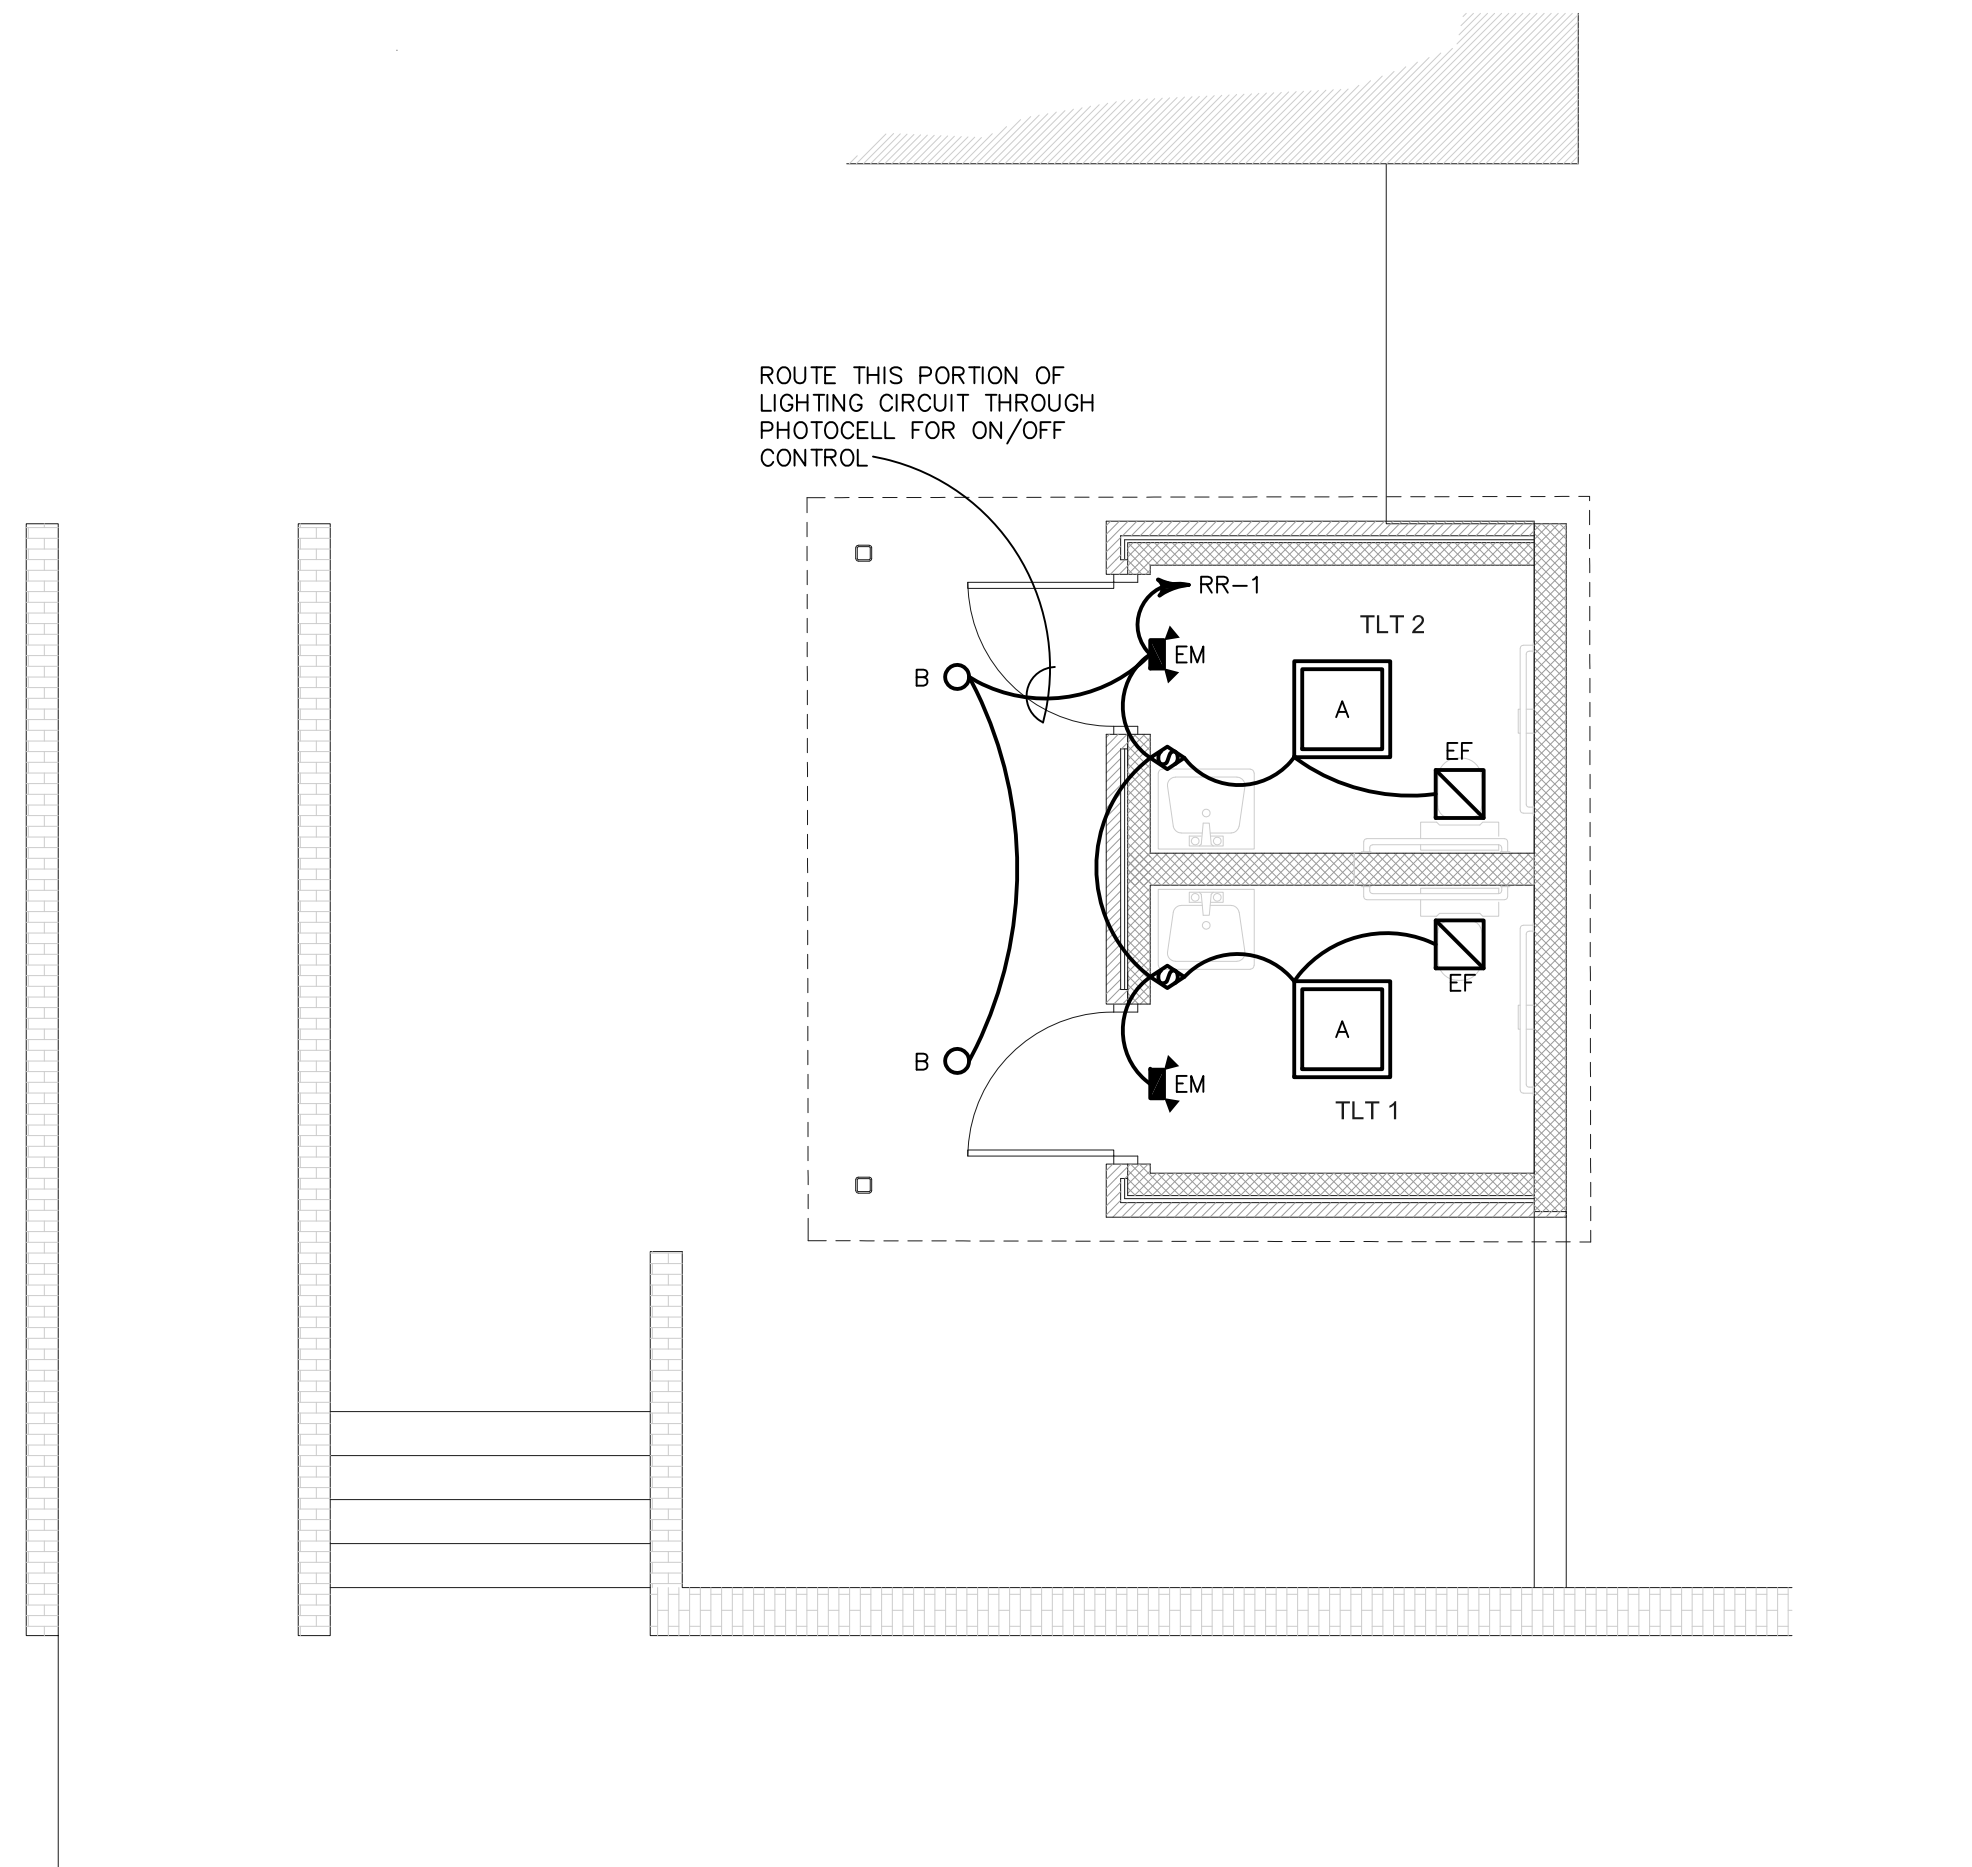 ROUTE THIS PORTION OF
LIGHTING CIRCUIT THROUGH
PHOTOCELL FOR ON/OFF
CONTROL
RR-1
TLT 2
EM
B
A
EF
S
S
EF
A
B
EM
TLT 1